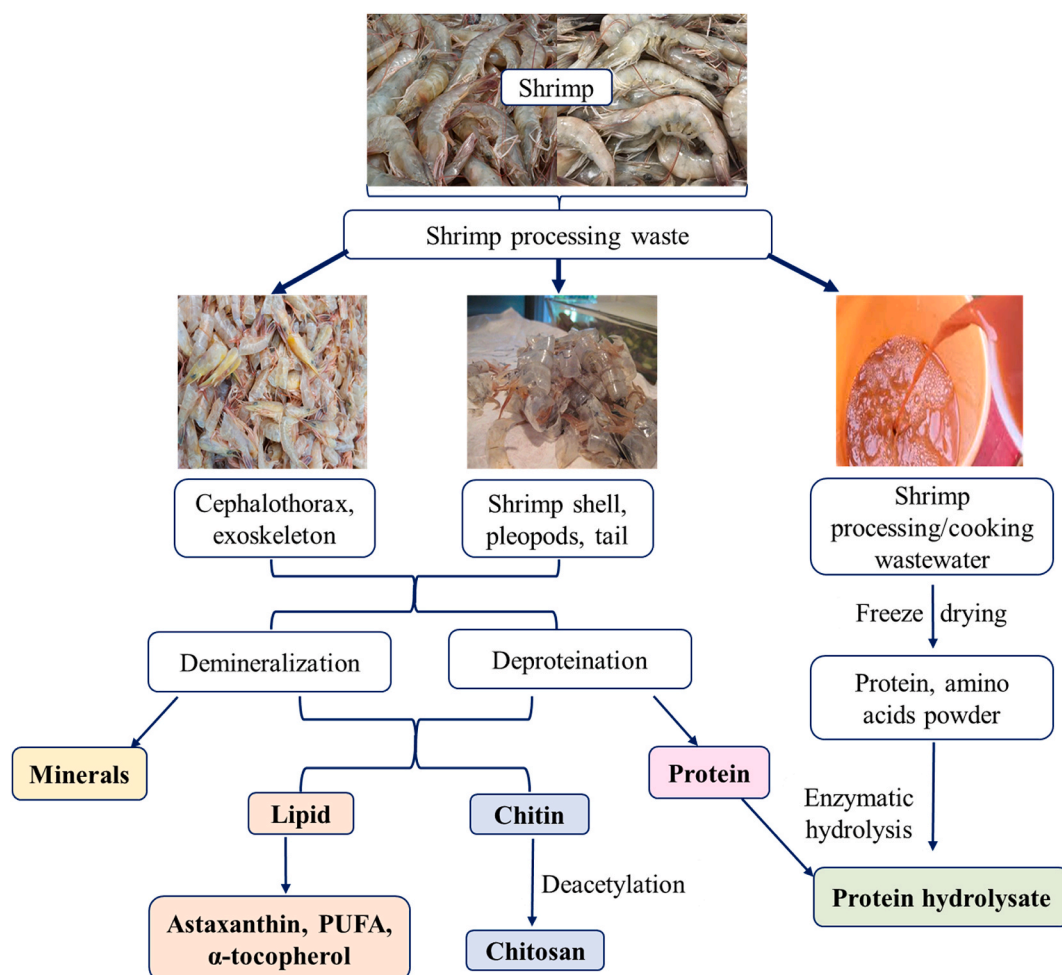 Shrimp
Shrimp processing waste
Cephalothorax,
exoskeleton
Shrimp shell,
pleopods, tail
Shrimp
processing/cooking
wastewater
Freeze drying
Demineralization
Deproteination
Protein, amino
acids powder
Minerals
Protein
Lipid
Chitin
Enzymatic
hydrolysis
Deacetylation
Protein hydrolysate
Astaxanthin, PUFA,
α-tocopherol
Chitosan